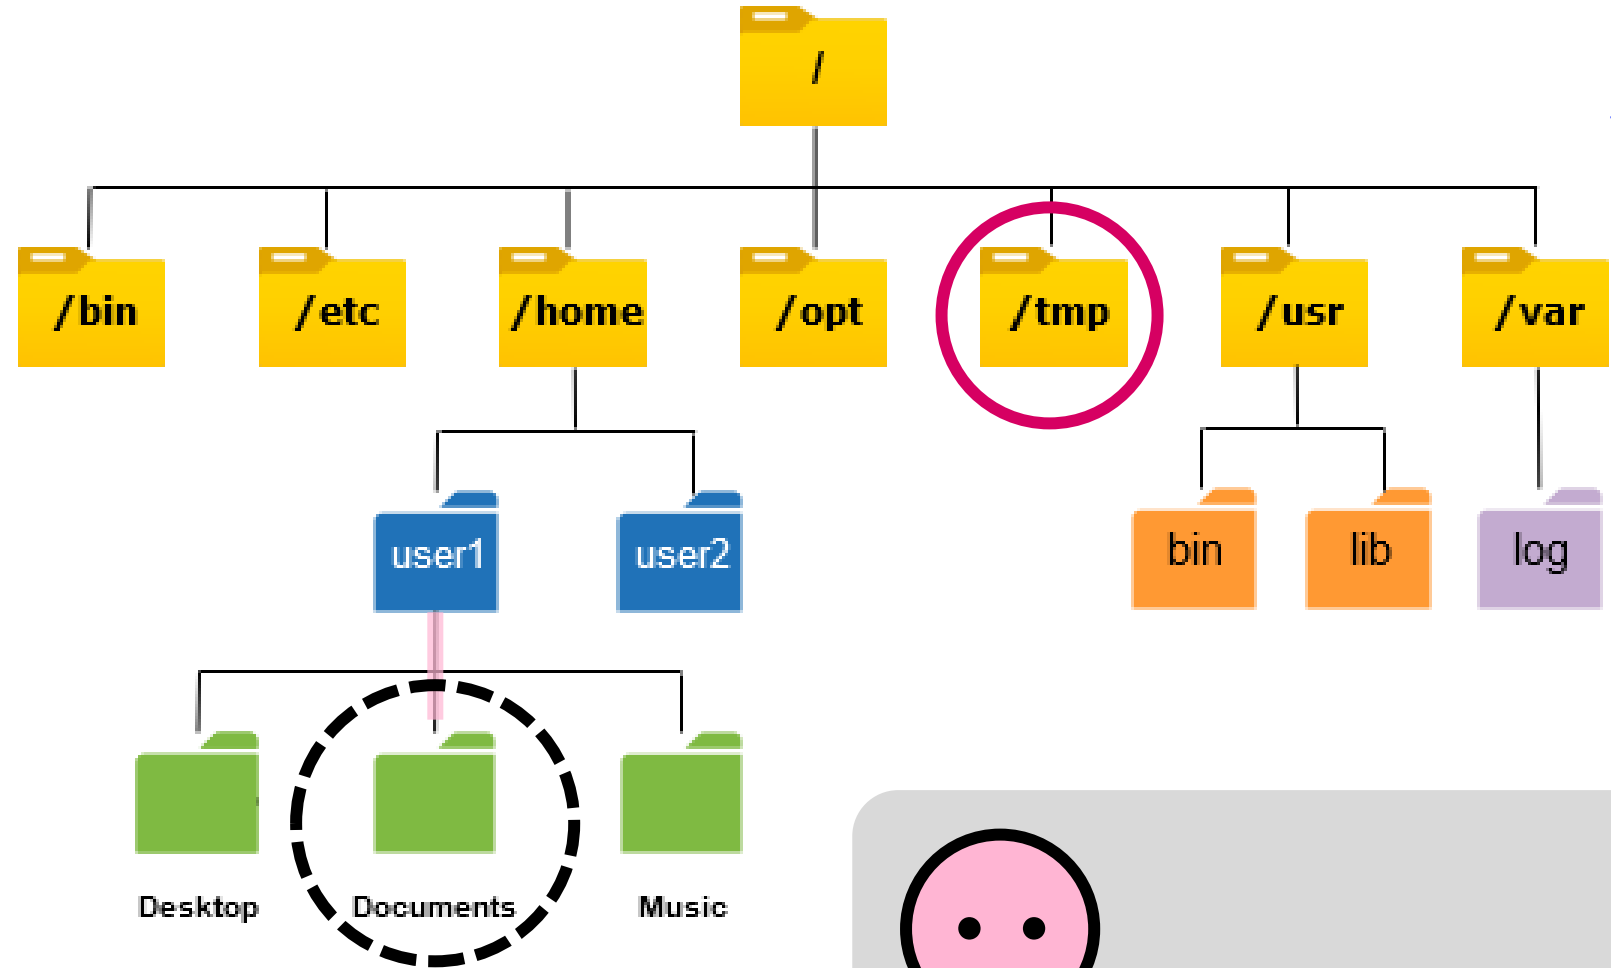 /
/bin /etc /home /opt /tmp /usr /var
user1 user2 bin lib log
Desktop Documents Music